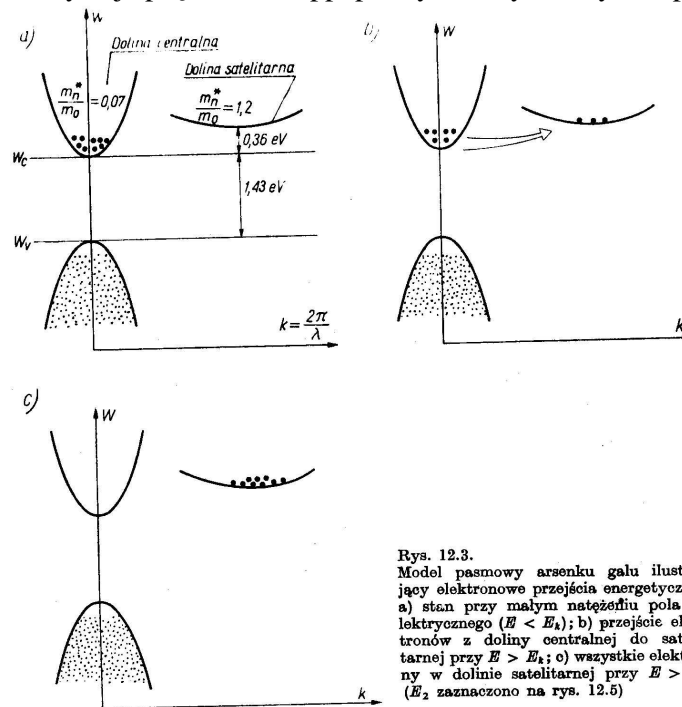 a)
W
Dolina centralna
Dolina satelitarna
m*n/m0 = 0,07
m*n/m0 = 1,2
0,36 eV
Wc
1,43 eV
Wv
k = 2π/λ
b)
W
k
c)
W
k
Rys. 12.3.
Model pasmowy arsenku galu ilust
jący elektronowe przejścia energetycz
a) stan przy małym natężeniu pola
lektrycznego (E < Ek); b) przejście el
tronów z doliny centralnej do sat
tarnej przy E > Ek; c) wszystkie elekt
ny w dolinie satelitarnej przy E >
(E2 zaznaczono na rys. 12.5)